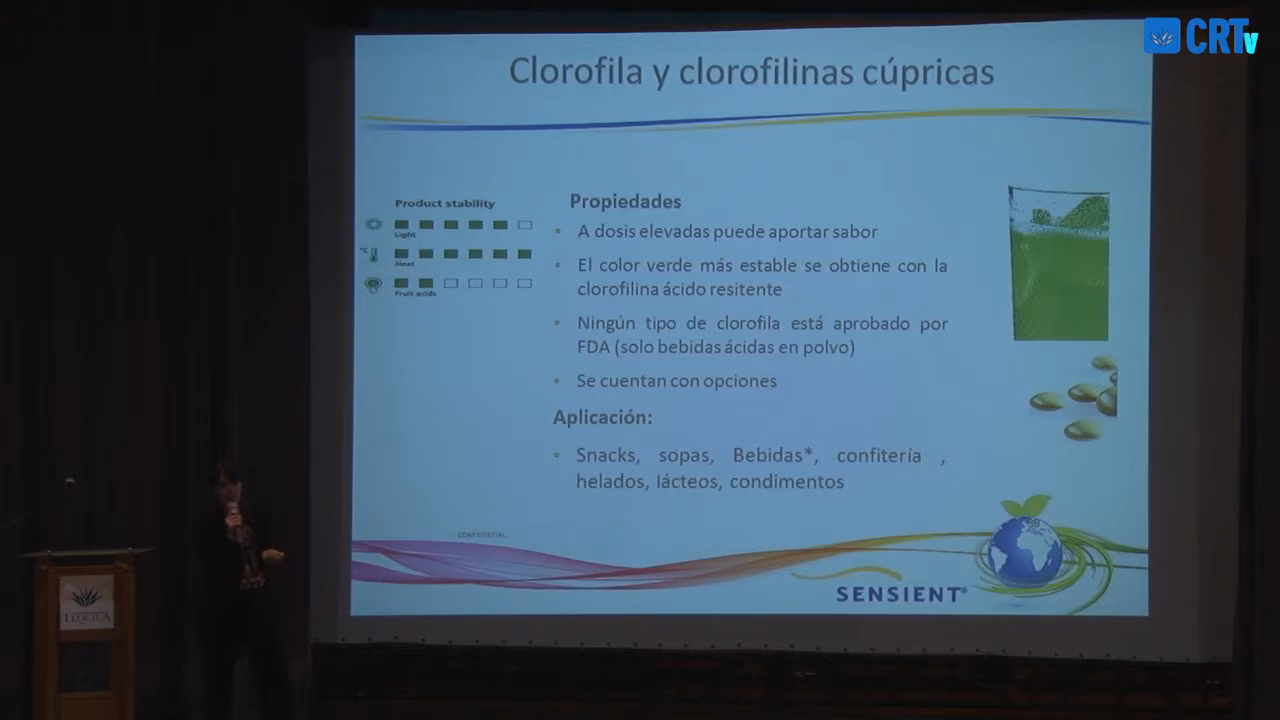 CRTv
Clorofila y clorofilinas cúpricas
Product stability
Light
°C
Heat
Fruit acids
Propiedades
• A dosis elevadas puede aportar sabor
• El color verde más estable se obtiene con la
clorofilina ácido resitente
• Ningún tipo de clorofila está aprobado por
FDA (solo bebidas ácidas en polvo)
• Se cuentan con opciones
Aplicación:
• Snacks, sopas, Bebidas*, confitería ,
helados, lácteos, condimentos
39
CONFIDENTIAL
SENSIENT®
TEQUILA